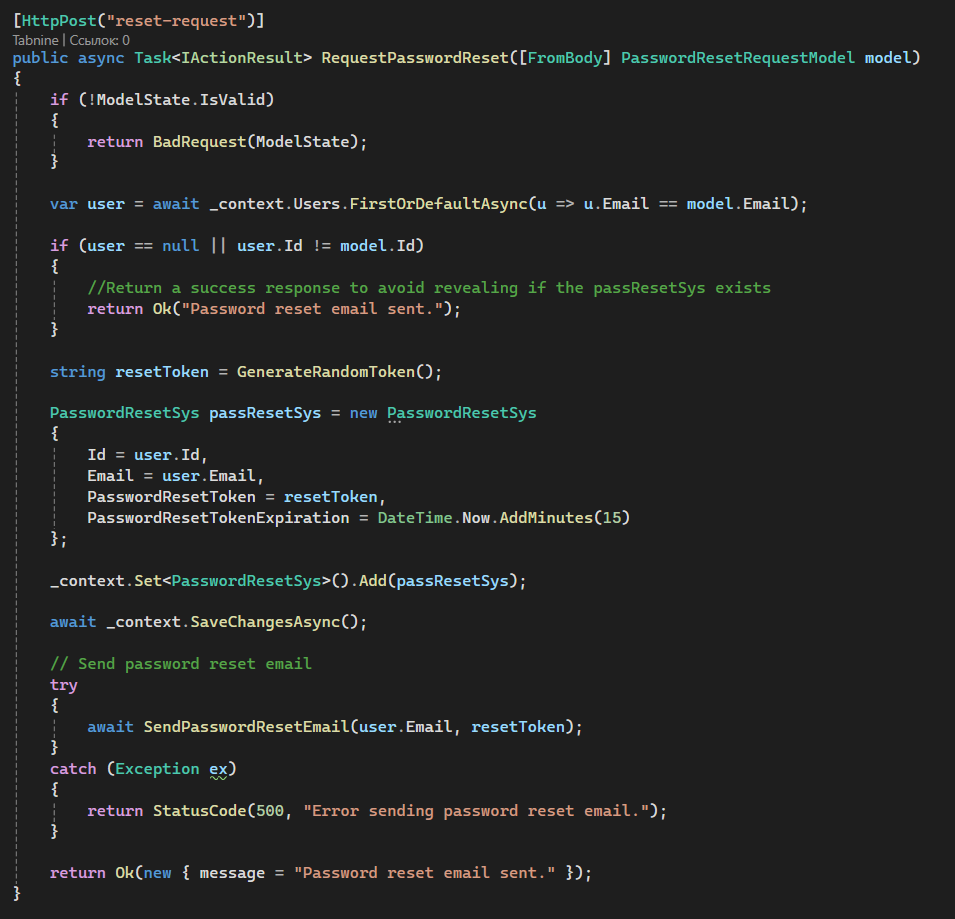 [HttpPost("reset-request")]
Tabnine | Ссылок: 0
public async Task<IActionResult> RequestPasswordReset([FromBody] PasswordResetRequestModel model)
{
    if (!ModelState.IsValid)
    {
        return BadRequest(ModelState);
    }

    var user = await _context.Users.FirstOrDefaultAsync(u => u.Email == model.Email);

    if (user == null || user.Id != model.Id)
    {
        //Return a success response to avoid revealing if the passResetSys exists
        return Ok("Password reset email sent.");
    }

    string resetToken = GenerateRandomToken();

    PasswordResetSys passResetSys = new PasswordResetSys
    {
        Id = user.Id,
        Email = user.Email,
        PasswordResetToken = resetToken,
        PasswordResetTokenExpiration = DateTime.Now.AddMinutes(15)
    };

    _context.Set<PasswordResetSys>().Add(passResetSys);

    await _context.SaveChangesAsync();

    // Send password reset email
    try
    {
        await SendPasswordResetEmail(user.Email, resetToken);
    }
    catch (Exception ex)
    {
        return StatusCode(500, "Error sending password reset email.");
    }

    return Ok(new { message = "Password reset email sent." });
}